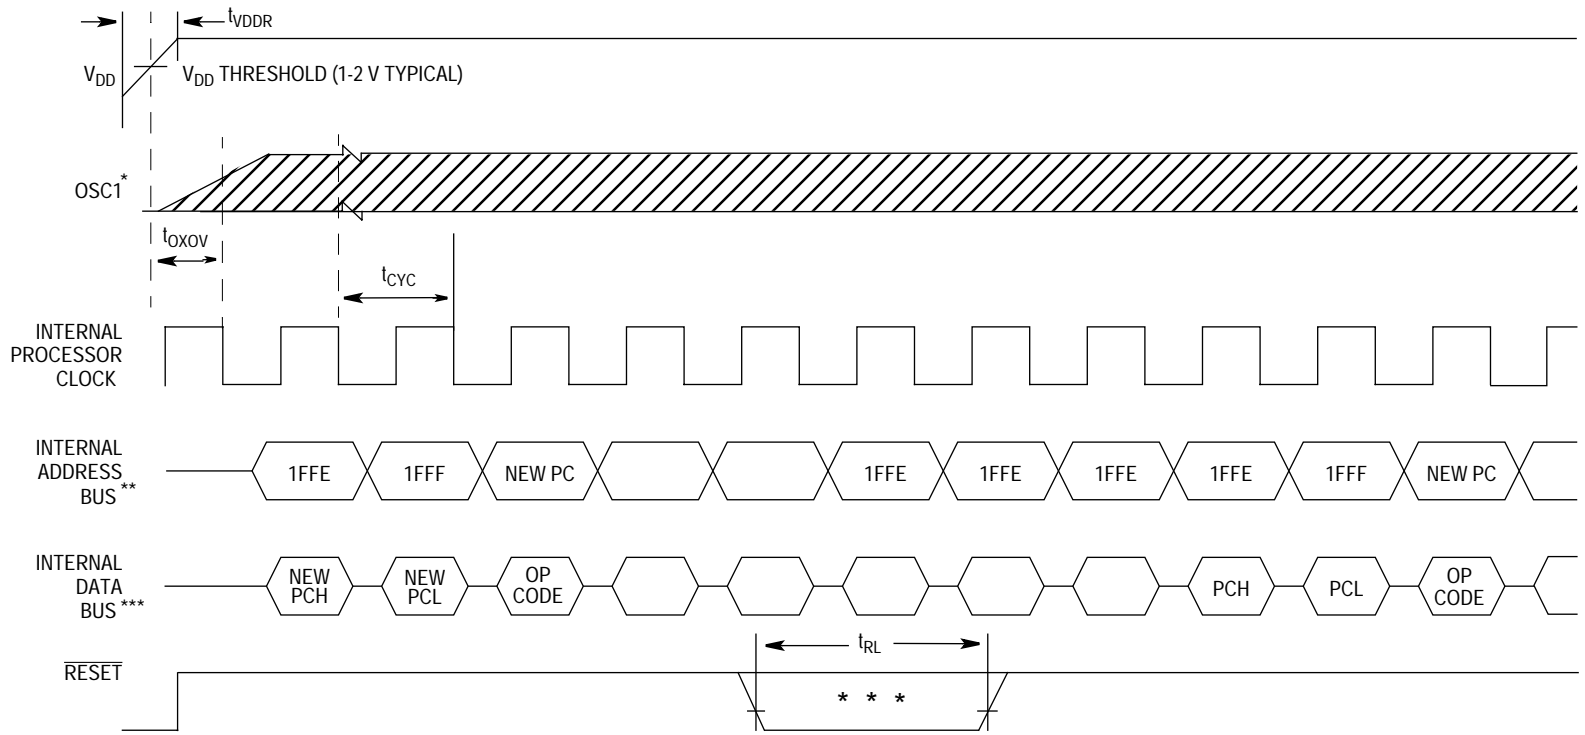 tVDDR
VDD
VDD THRESHOLD (1-2 V TYPICAL)
OSC1*
tOXOV
tCYC
INTERNAL
PROCESSOR
CLOCK
INTERNAL
ADDRESS
BUS**
1FFE 1FFF NEW PC 1FFE 1FFE 1FFE 1FFE 1FFF NEW PC
INTERNAL
DATA
BUS***
NEW
PCH
NEW
PCL
OP
CODE
PCH
PCL
OP
CODE
tRL
RESET
* * *